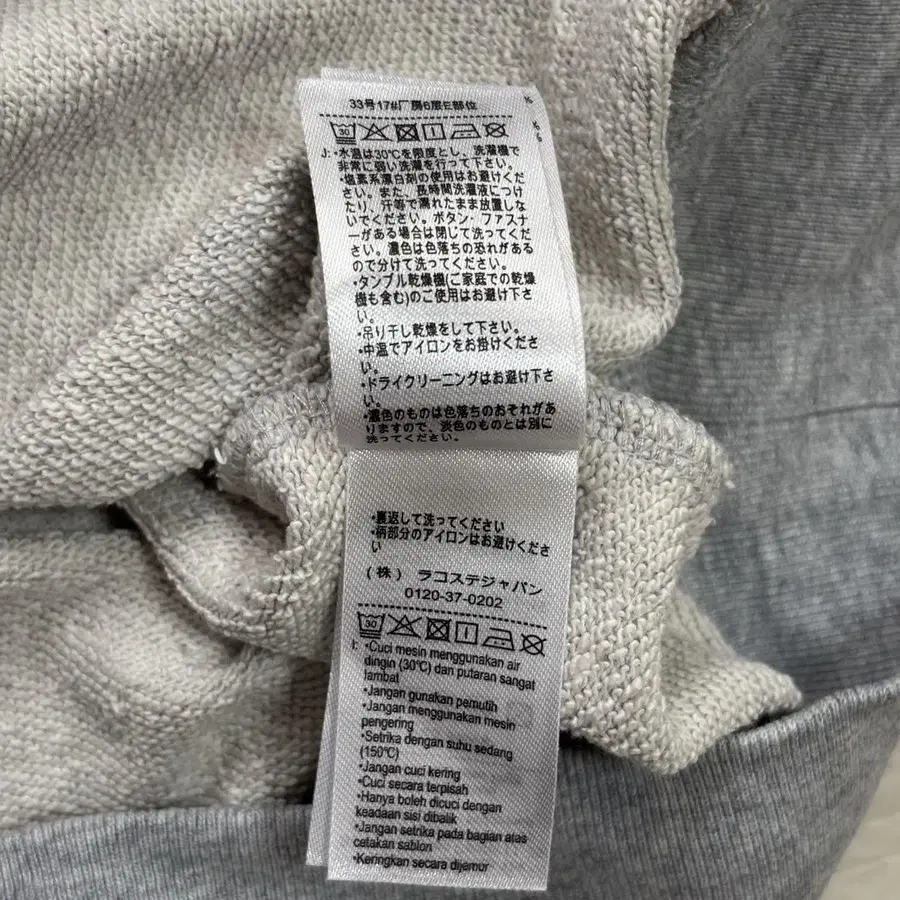 33号17#厂房6层E部位
30
J:・水温は30℃を限度とし、洗濯機で
非常に弱い洗濯を行って下さい。
・塩素系漂白剤の使用はお避けくだ
さい。また、長時間洗濯液につけ
たり、汗等で濡れたまま放置しな
いでください。ボタン・ファスナ
ーがある場合は閉じて洗ってくだ
さい。濃色は色落ちの恐れがある
ので分けて洗ってください。
・タンブル乾燥機(ご家庭での乾燥
機も含む)のご使用はお避け下さ
い。
・吊り干し乾燥をして下さい。
・中温でアイロンをお掛けくださ
い。
・ドライクリーニングはお避け下さ
い。
・濃色のものは色落ちのおそれがあ
りますので、淡色のものとは別に
洗ってください。
・裏返して洗ってください
・柄部分のアイロンはお避けくださ
い
(株) ラコステジャパン
0120-37-0202
30
I: •Cuci mesin menggunakan air
dingin (30℃) dan putaran sangat
lambat
•Jangan gunakan pemutih
•Jangan menggunakan mesin
pengering
•Setrika dengan suhu sedang
(150℃)
•Jangan cuci kering
•Cuci secara terpisah
•Hanya boleh dicuci dengan
keadaan sisi dibalik
•Jangan setrika pada bagian atas
cetakan sablon
•Keringkan secara dijemur